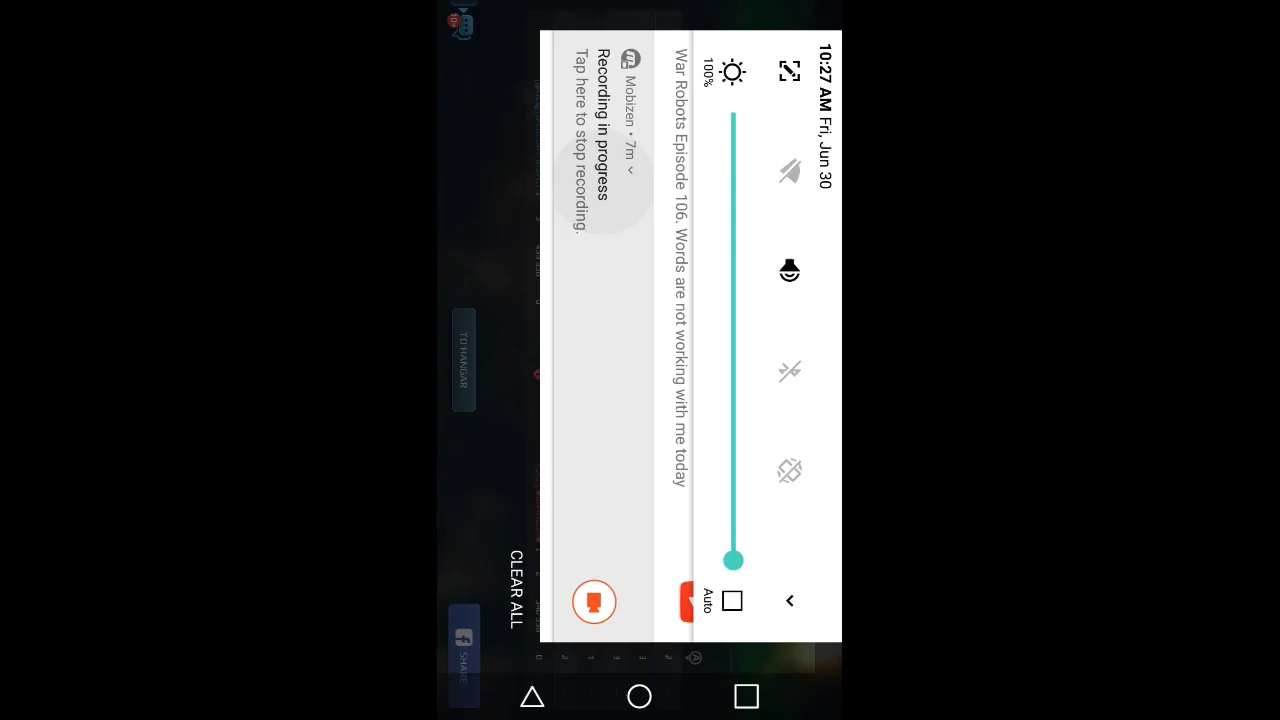 10:27 AM Fri, Jun 30
100%
Auto
War Robots Episode 106. Words are not working with me today
Mobizen • 7m
Recording in progress
Tap here to stop recording.
CLEAR ALL
TO HANGAR
SHARE